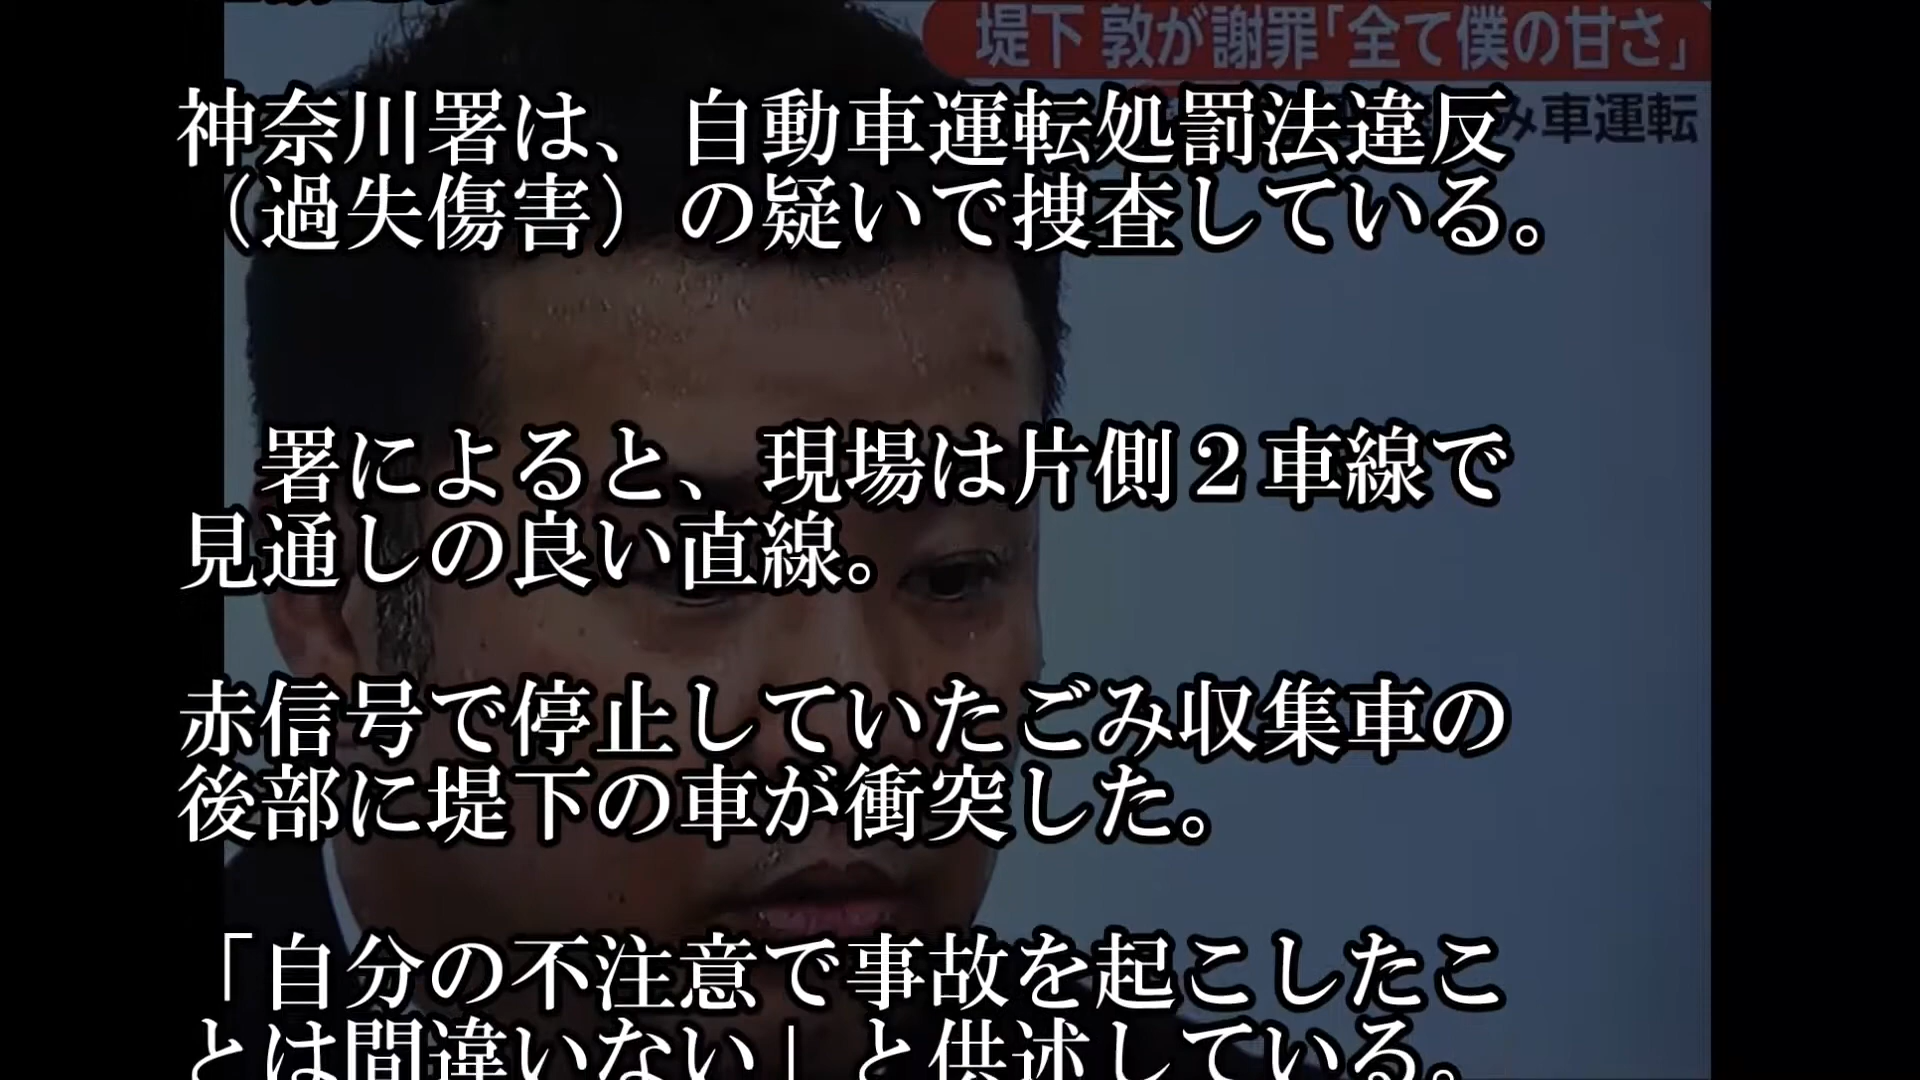 堤下 敦が謝罪「全て僕の甘さ」
み車運転
神奈川署は、自動車運転処罰法違反
（過失傷害）の疑いで捜査している。
署によると、現場は片側２車線で
見通しの良い直線。
赤信号で停止していたごみ収集車の
後部に堤下の車が衝突した。
「自分の不注意で事故を起こしたこ
とは間違いない」と供述している。